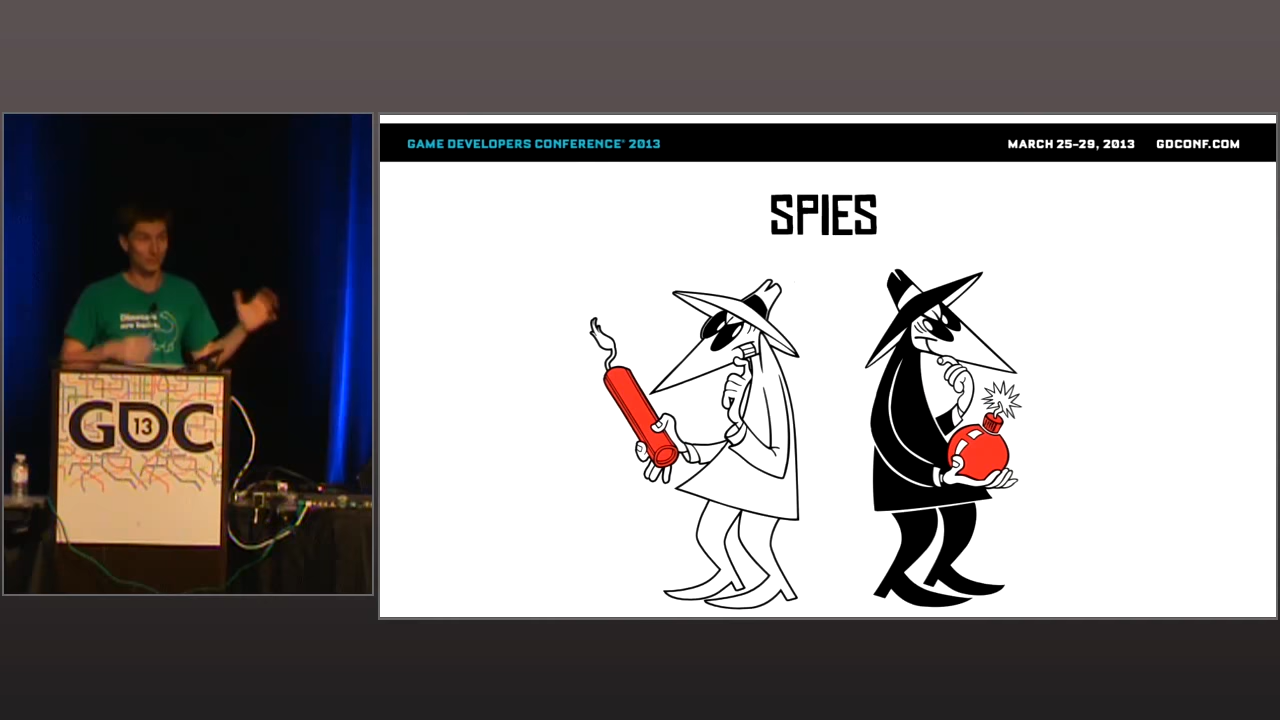 GAME DEVELOPERS CONFERENCE® 2013
MARCH 25-29, 2013 GDCONF.COM
SPIES
GDC
13